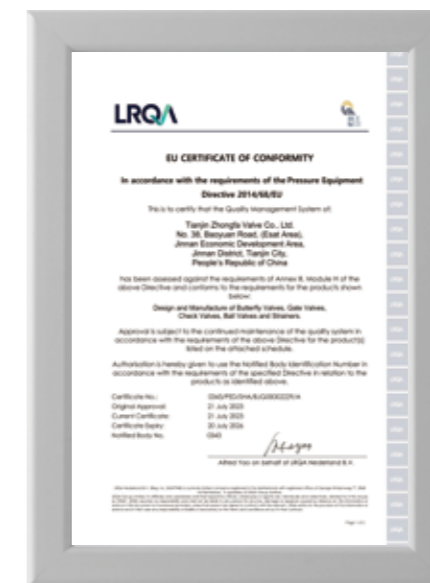 LRQA
EU CERTIFICATE OF CONFORMITY
In accordance with the requirements of the Pressure Equipment
Directive 2014/68/EU
This is to certify that the Quality Management System of:
Tianjin Zhongfa Valve Co., Ltd.
No. 38, Baoyuan Road, (Esat Area),
Jinnan Economic Development Area,
Jinnan District, Tianjin City,
People's Republic of China
has been assessed against the requirements of Annex III, Module H of the
above Directive and conforms to the requirements for the products shown
below:
Design and Manufacture of Butterfly Valves, Gate Valves,
Check Valves, Ball Valves and Strainers.
Approval is subject to the continued maintenance of the quality system in
accordance with the requirements of the above Directive for the product(s)
listed on the attached schedule.
Authorisation is hereby given to use the Notified Body Identification Number in
accordance with the requirements of the specified Directive in relation to the
products as identified above.
Certificate No.:
Original Approval: 21 July 2023
Current Certificate: 21 July 2023
Certificate Expiry: 20 July 2026
Notified Body No. 0343
Alfred Yao on behalf of LRQA Nederland B.V.